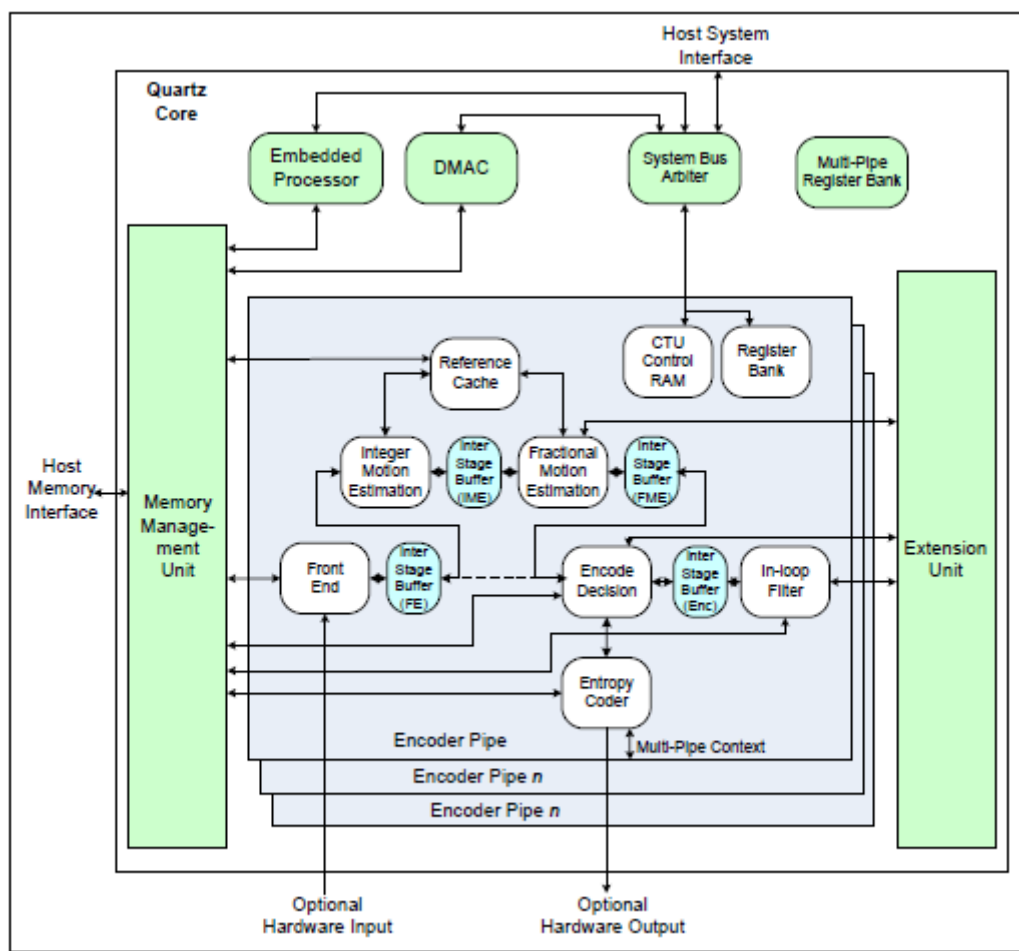 Host System
Interface
Quartz
Core
Embedded
Processor
DMAC
System Bus
Arbiter
Multi-Pipe
Register Bank
CTU
Control
RAM
Register
Bank
Reference
Cache
Integer
Motion
Estimation
Inter
Stage
Buffer
(IME)
Fractional
Motion
Estimation
Inter
Stage
Buffer
(FME)
Host
Memory
Interface
Memory
Manage-
ment
Unit
Front
End
Inter
Stage
Buffer
(FE)
Encode
Decision
Inter
Stage
Buffer
(Enc)
In-loop
Filter
Extension
Unit
Entropy
Coder
Encoder Pipe
Multi-Pipe Context
Encoder Pipe n
Encoder Pipe n
Optional
Hardware Input
Optional
Hardware Output